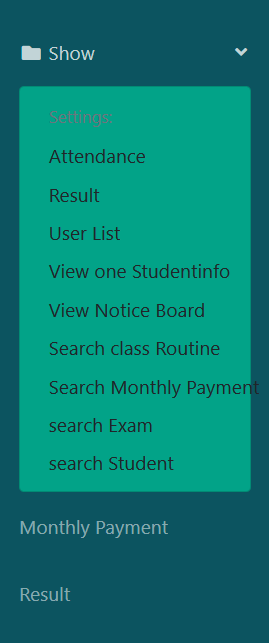 Show
Settings:
Attendance
Result
User List
View one Studentinfo
View Notice Board
Search class Routine
Search Monthly Payment
search Exam
search Student
Monthly Payment
Result